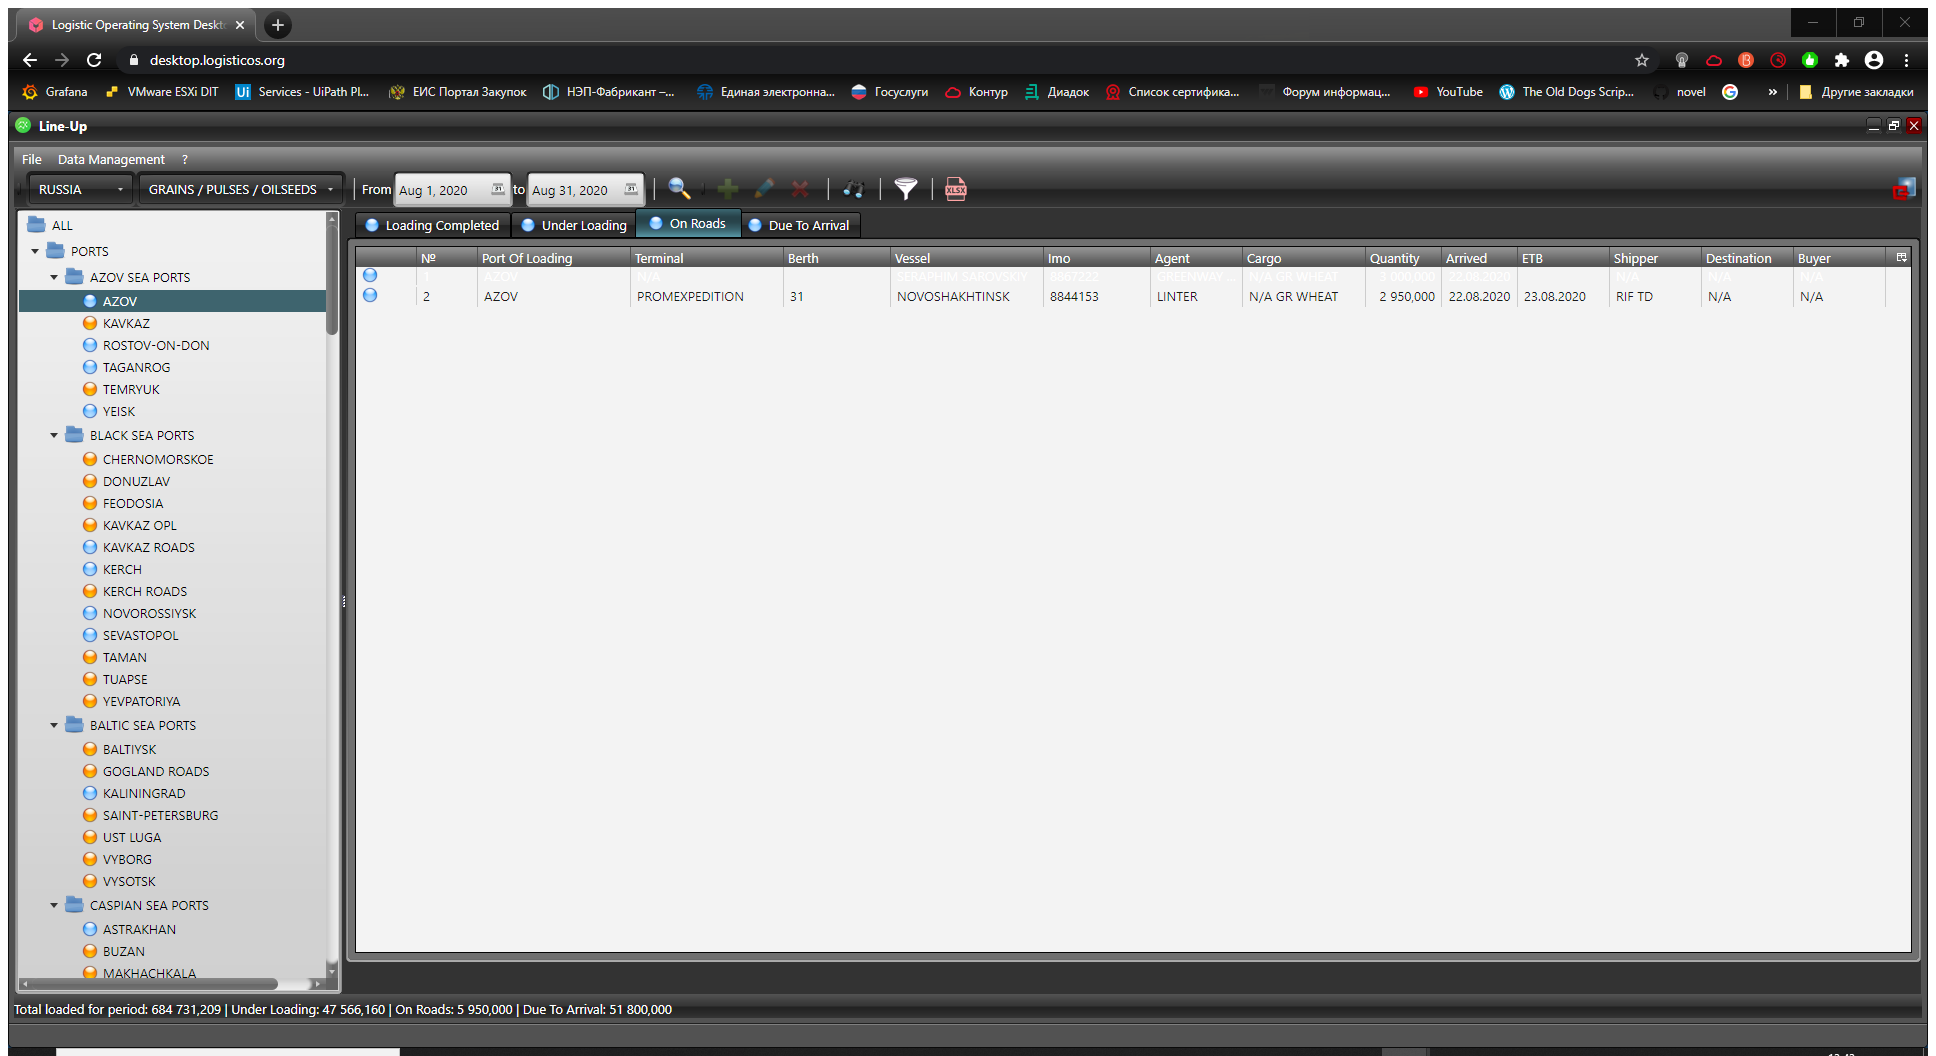 Logistic Operating System Deskt
desktop.logisticos.org
Grafana VMware ESXi DIT Services - UiPath Pl... ЕИС Портал Закупок НЭП-Фабрикант –... Единая электронна... Госуслуги Контур Диадок Список сертифика... Форум информац... YouTube The Old Dogs Scrip... novel » Другие закладки
Line-Up
File Data Management ?
RUSSIA GRAINS / PULSES / OILSEEDS From Aug 1, 2020 to Aug 31, 2020 XLSX
ALL
PORTS
AZOV SEA PORTS
AZOV
KAVKAZ
ROSTOV-ON-DON
TAGANROG
TEMRYUK
YEISK
BLACK SEA PORTS
CHERNOMORSKOE
DONUZLAV
FEODOSIA
KAVKAZ OPL
KAVKAZ ROADS
KERCH
KERCH ROADS
NOVOROSSIYSK
SEVASTOPOL
TAMAN
TUAPSE
YEVPATORIYA
BALTIC SEA PORTS
BALTIYSK
GOGLAND ROADS
KALININGRAD
SAINT-PETERSBURG
UST LUGA
VYBORG
VYSOTSK
CASPIAN SEA PORTS
ASTRAKHAN
BUZAN
MAKHACHKALA
Loading Completed Under Loading On Roads Due To Arrival
№ Port Of Loading Terminal Berth Vessel Imo Agent Cargo Quantity Arrived ETB Shipper Destination Buyer
1 AZOV N/A SERAPHIM SAROVSKIY 8867222 GREENWAY... N/A GR WHEAT 3 000,000 22.08.2020 N/A N/A N/A
2 AZOV PROMEXPEDITION 31 NOVOSHAKHTINSK 8844153 LINTER N/A GR WHEAT 2 950,000 22.08.2020 23.08.2020 RIF TD N/A N/A
Total loaded for period: 684 731,209 | Under Loading: 47 566,160 | On Roads: 5 950,000 | Due To Arrival: 51 800,000